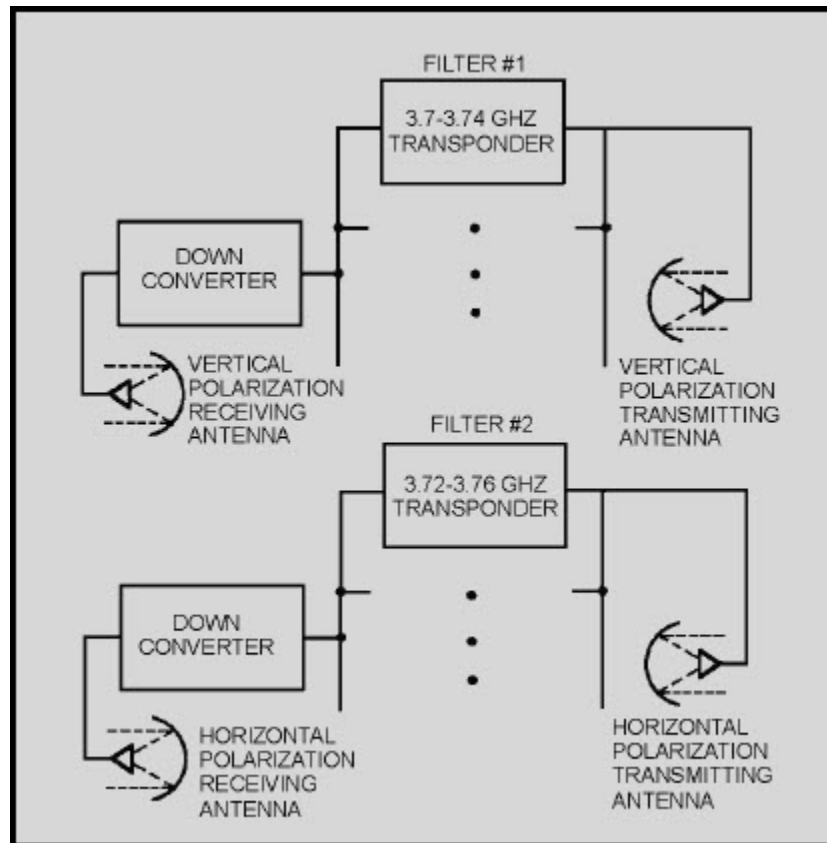 FILTER #1
3.7-3.74 GHZ
TRANSPONDER
DOWN
CONVERTER
VERTICAL
POLARIZATION
RECEIVING
ANTENNA
VERTICAL
POLARIZATION
TRANSMITTING
ANTENNA
FILTER #2
3.72-3.76 GHZ
TRANSPONDER
DOWN
CONVERTER
HORIZONTAL
POLARIZATION
RECEIVING
ANTENNA
HORIZONTAL
POLARIZATION
TRANSMITTING
ANTENNA